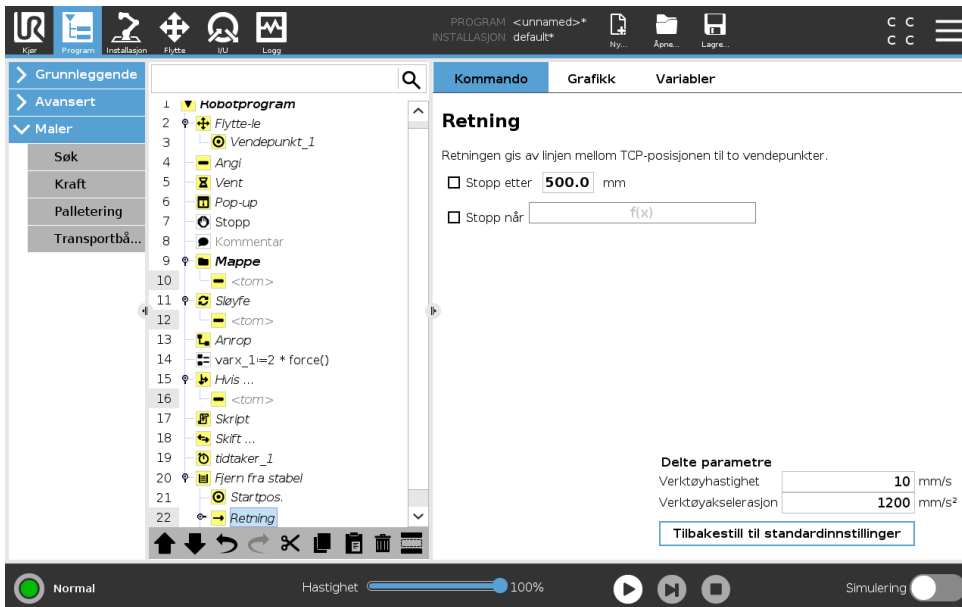 UR
PROGRAM <unnamed>*
INSTALLASJON default*
Kjør Program Installasjon Flytte I/U Logg
Ny... Åpne... Lagre...
C C
C C
Grunnleggende
Avansert
Maler
Søk
Kraft
Palletering
Transportbå...
1 Robotprogram
2 Flytte-le
3 Vendepunkt_1
4 Angi
5 Vent
6 Pop-up
7 Stopp
8 Kommentar
9 Mappe
10 <tom>
11 Sløyfe
12 <tom>
13 Anrop
14 varx_1:=2 * force()
15 Hvis ...
16 <tom>
17 Skript
18 Skift ...
19 tidtaker_1
20 Fjern fra stabel
21 Startpos.
22 Retning
Kommando Grafikk Variabler
Retning
Retningen gis av linjen mellom TCP-posisjonen til to vendepunkter.
Stopp etter 500.0 mm
Stopp når f(x)
Delte parametre
Verktøyhastighet 10 mm/s
Verktøyakselerasjon 1200 mm/s²
Tilbakestill til standardinnstillinger
Normal
Hastighet 100%
Simulering